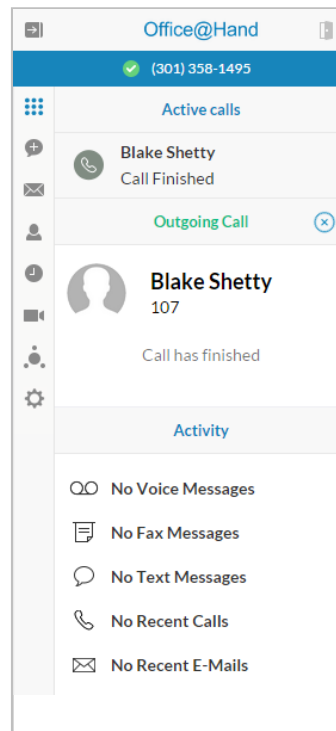 Office@Hand
(301) 358-1495
Active calls
Blake Shetty
Call Finished
Outgoing Call
Blake Shetty
107
Call has finished
Activity
No Voice Messages
No Fax Messages
No Text Messages
No Recent Calls
No Recent E-Mails